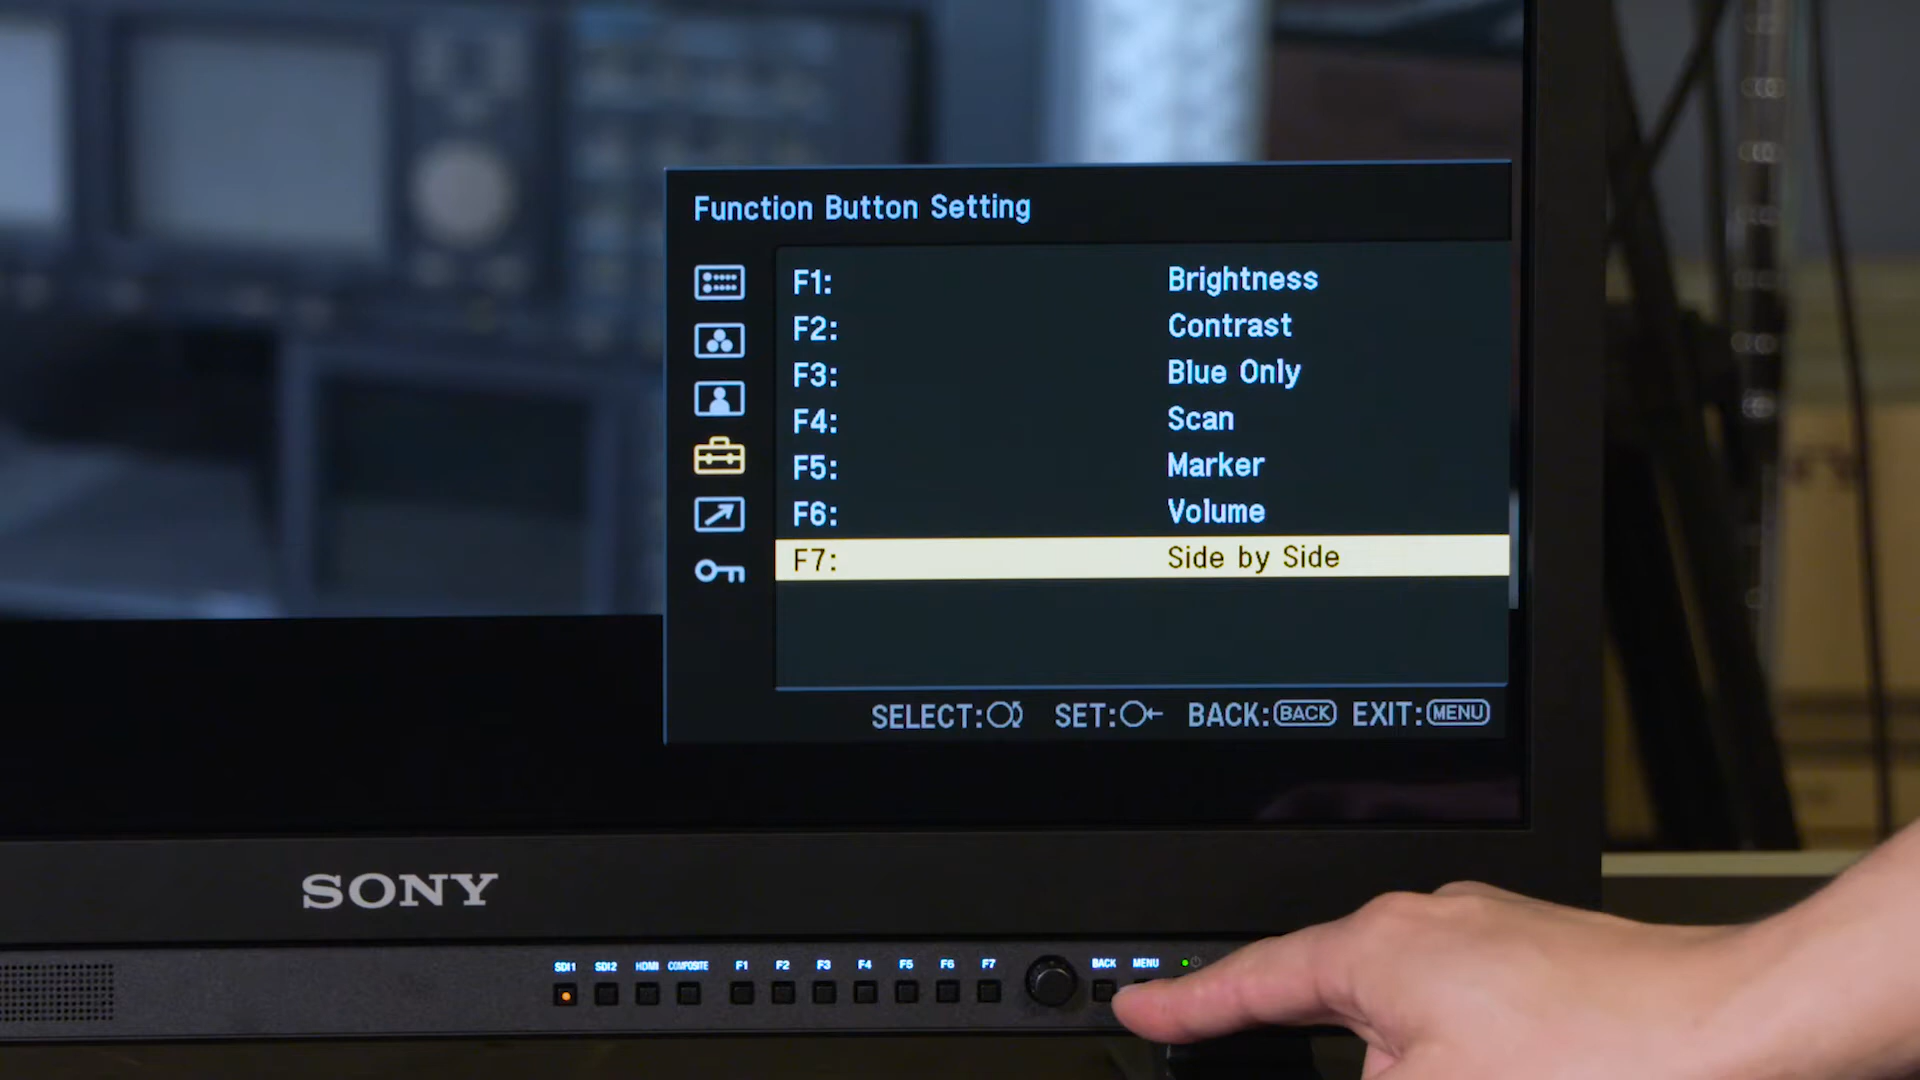 Function Button Setting
F1: Brightness
F2: Contrast
F3: Blue Only
F4: Scan
F5: Marker
F6: Volume
F7: Side by Side
SELECT: SET: BACK:BACK EXIT:MENU
SONY
SDI1 SDI2 HDMI COMPOSITE F1 F2 F3 F4 F5 F6 F7 BACK MENU